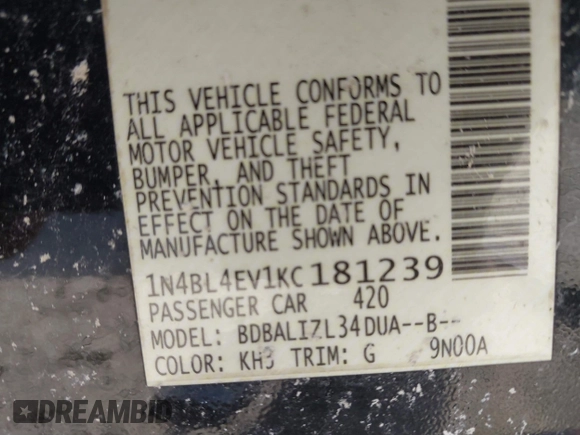 THIS VEHICLE CONFORMS TO
ALL APPLICABLE FEDERAL
MOTOR VEHICLE SAFETY,
BUMPER, AND THEFT
PREVENTION STANDARDS IN
EFFECT ON THE DATE OF
MANUFACTURE SHOWN ABOVE.
1N4BL4EV1KC181239
PASSENGER CAR 420
MODEL: BDBALIZL34DUA--B--
COLOR: KH3 TRIM: G 9N00A
DREAMBID